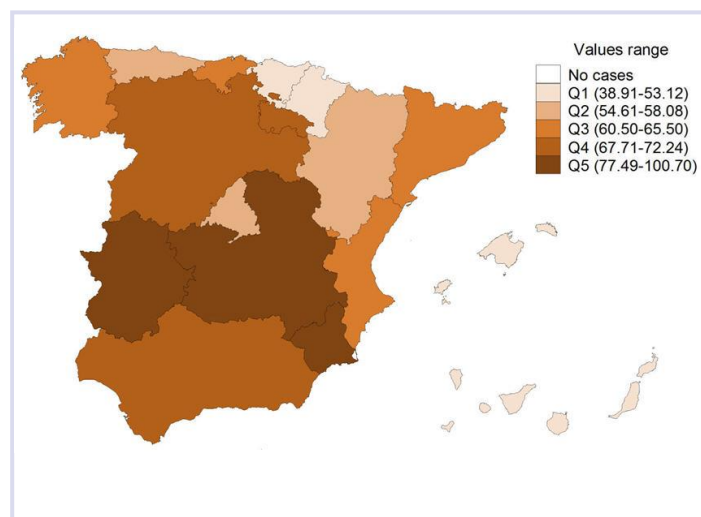 Values range
No cases
Q1 (38.91-53.12)
Q2 (54.61-58.08)
Q3 (60.50-65.50)
Q4 (67.71-72.24)
Q5 (77.49-100.70)